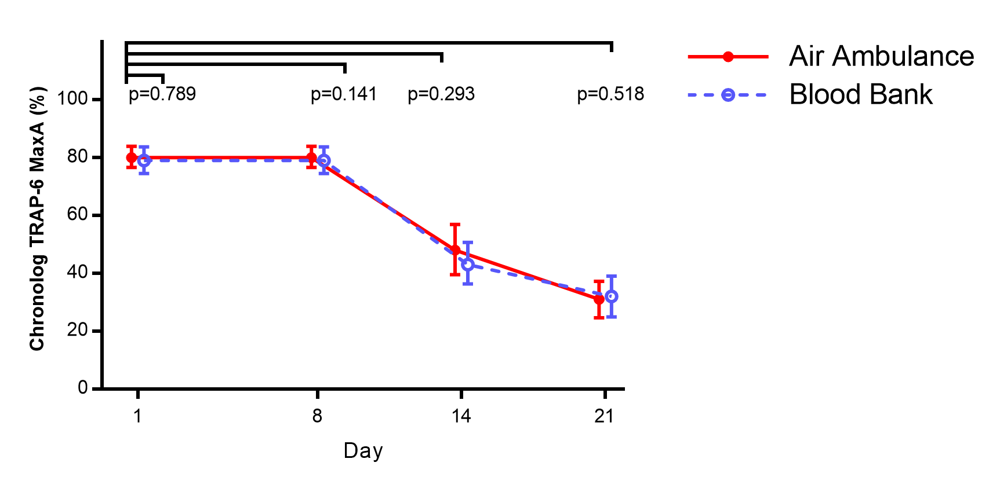 Air Ambulance
Blood Bank
p=0.789 p=0.141 p=0.293 p=0.518
Chronolog TRAP-6 MaxA (%)
100
80
60
40
20
0
1 8 14 21
Day